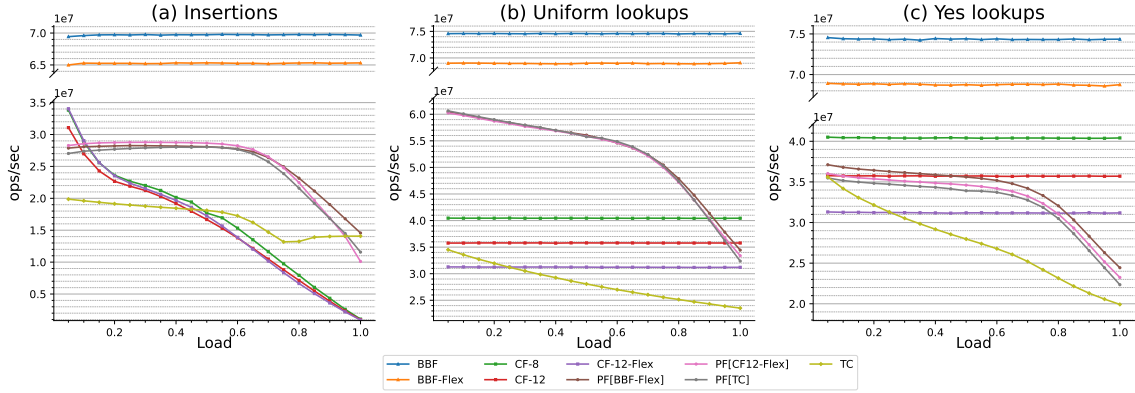 (a) Insertions
1e7
7.0
6.5
1e7
3.5
3.0
2.5
2.0
1.5
1.0
0.5
ops/sec
0.2 0.4 0.6 0.8 1.0
Load
(b) Uniform lookups
1e7
7.5
7.0
1e7
6.0
5.5
5.0
4.5
4.0
3.5
3.0
2.5
ops/sec
0.2 0.4 0.6 0.8 1.0
Load
(c) Yes lookups
1e7
7.5
7.0
1e7
4.0
3.5
3.0
2.5
2.0
ops/sec
0.2 0.4 0.6 0.8 1.0
Load
BBF CF-8 CF-12-Flex PF[CF12-Flex] TC
BBF-Flex CF-12 PF[BBF-Flex] PF[TC]